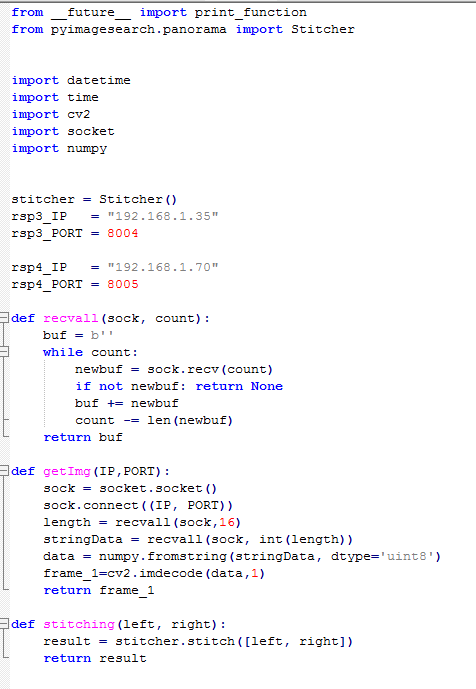 from __future__ import print_function
from pyimagesearch.panorama import Stitcher
import datetime
import time
import cv2
import socket
import numpy
stitcher = Stitcher()
rsp3_IP   = "192.168.1.35"
rsp3_PORT = 8004
rsp4_IP   = "192.168.1.70"
rsp4_PORT = 8005
def recvall(sock, count):
    buf = b''
    while count:
        newbuf = sock.recv(count)
        if not newbuf: return None
        buf += newbuf
        count -= len(newbuf)
    return buf
def getImg(IP,PORT):
    sock = socket.socket()
    sock.connect((IP, PORT))
    length = recvall(sock,16)
    stringData = recvall(sock, int(length))
    data = numpy.fromstring(stringData, dtype='uint8')
    frame_1=cv2.imdecode(data,1)
    return frame_1
def stitching(left, right):
    result = stitcher.stitch([left, right])
    return result